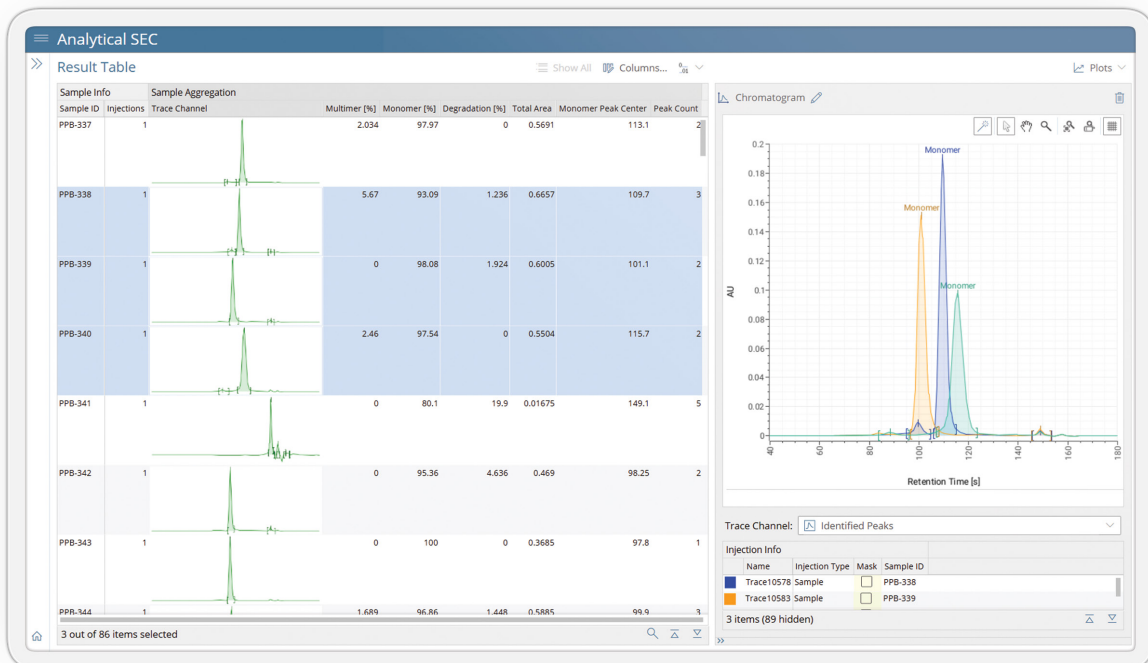 Analytical SEC
Result Table
Show All Columns... 0. .01
Plots
Sample Info Sample Aggregation
Sample ID Injections Trace Channel Multimer [%] Monomer [%] Degradation [%] Total Area Monomer Peak Center Peak Count
PPB-337 1 2.034 97.97 0 0.5691 113.1 2
PPB-338 1 5.67 93.09 1.236 0.6657 109.7 3
PPB-339 1 0 98.08 1.924 0.6005 101.1 2
PPB-340 1 2.46 97.54 0 0.5504 115.7 2
PPB-341 1 0 80.1 19.9 0.01675 149.1 5
PPB-342 1 0 95.36 4.636 0.469 98.25 2
PPB-343 1 0 100 0 0.3685 97.8 1
PPB-344 1 1.689 96.86 1.448 0.5885 99.9 3
3 out of 86 items selected
Chromatogram
0.2
Monomer
0.18
0.16
Monomer
0.14
0.12
0.1
Monomer
0.08
0.06
0.04
0.02
0
AU
40 60 80 100 120 140 160 180
Retention Time [s]
Trace Channel: Identified Peaks
Injection Info
Name Injection Type Mask Sample ID
Trace10578 Sample PPB-338
Trace10583 Sample PPB-339
3 items (89 hidden)